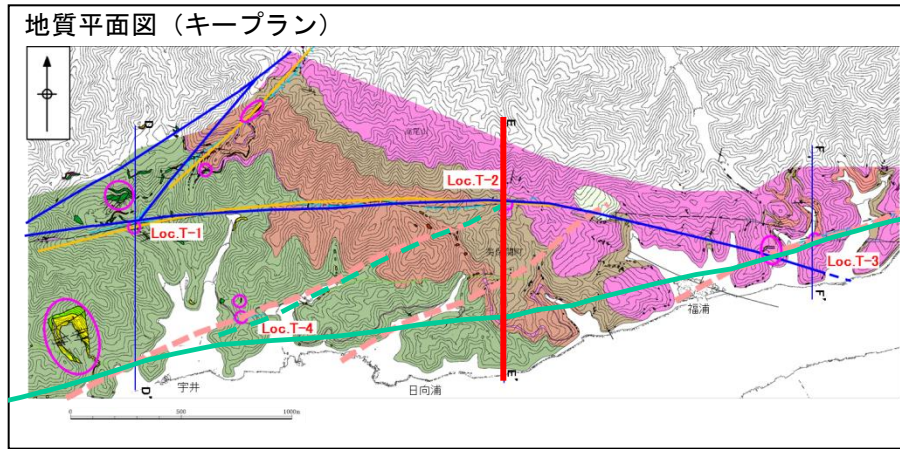 地質平面図（キープラン）
D
E
F
Loc.T-2
Loc.T-1
Loc.T-3
Loc.T-4
福浦
F'
宇井
D'
日向浦
E'
0 500 1000m